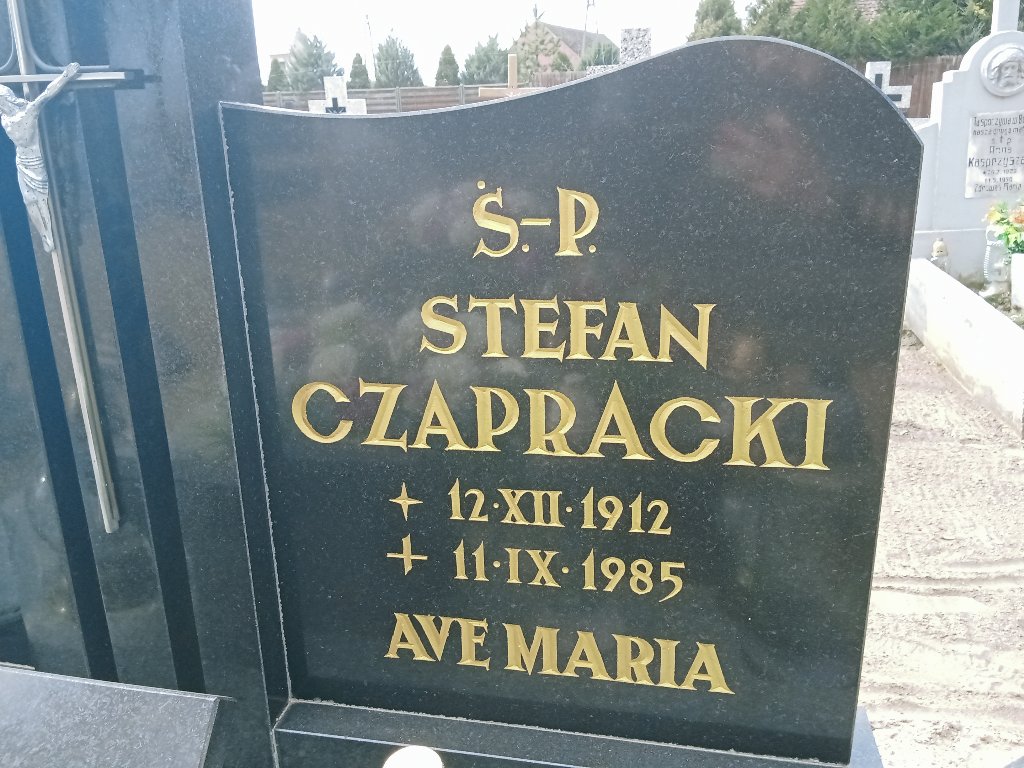 Ś.–P.
STEFAN
CZAPRACKI
12·XII·1912
11·IX·1985
AVE MARIA